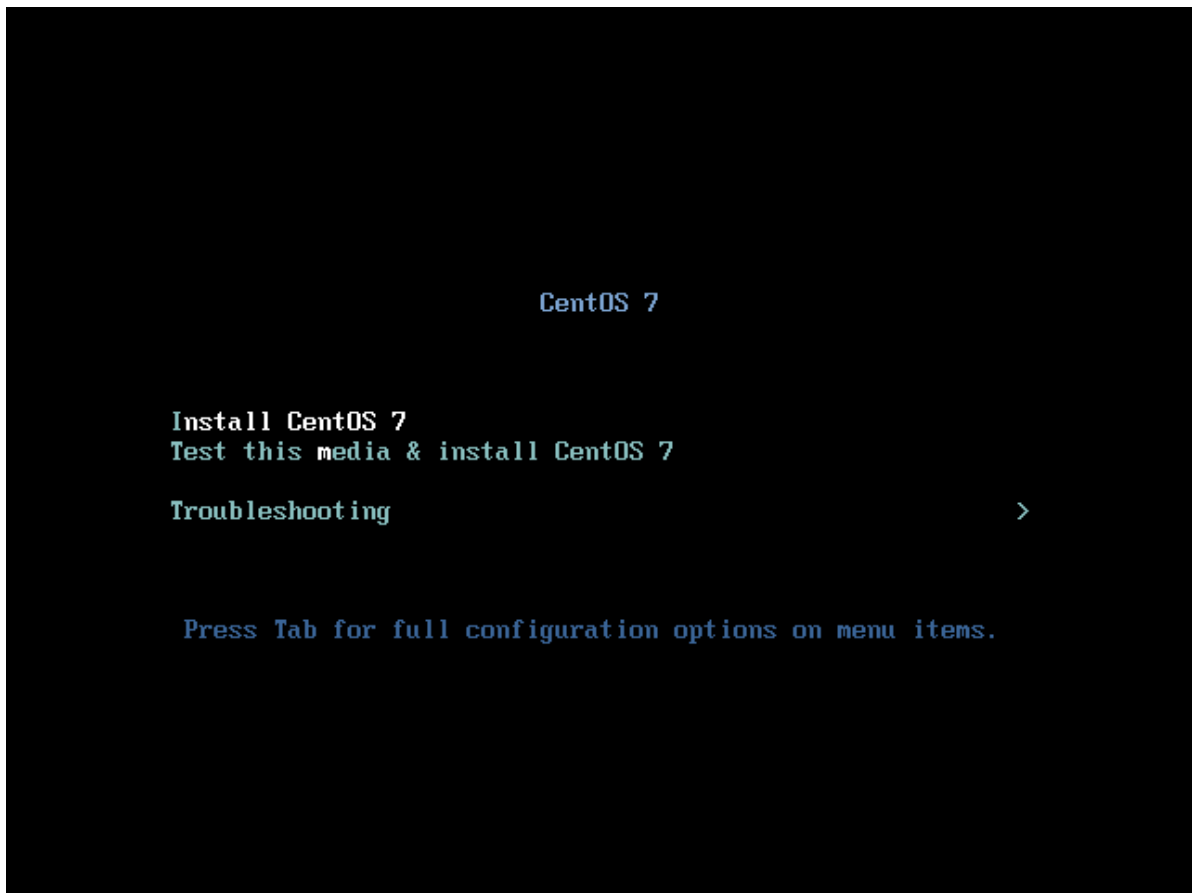 CentOS 7
Install CentOS 7
Test this media & install CentOS 7
Troubleshooting >
Press Tab for full configuration options on menu items.